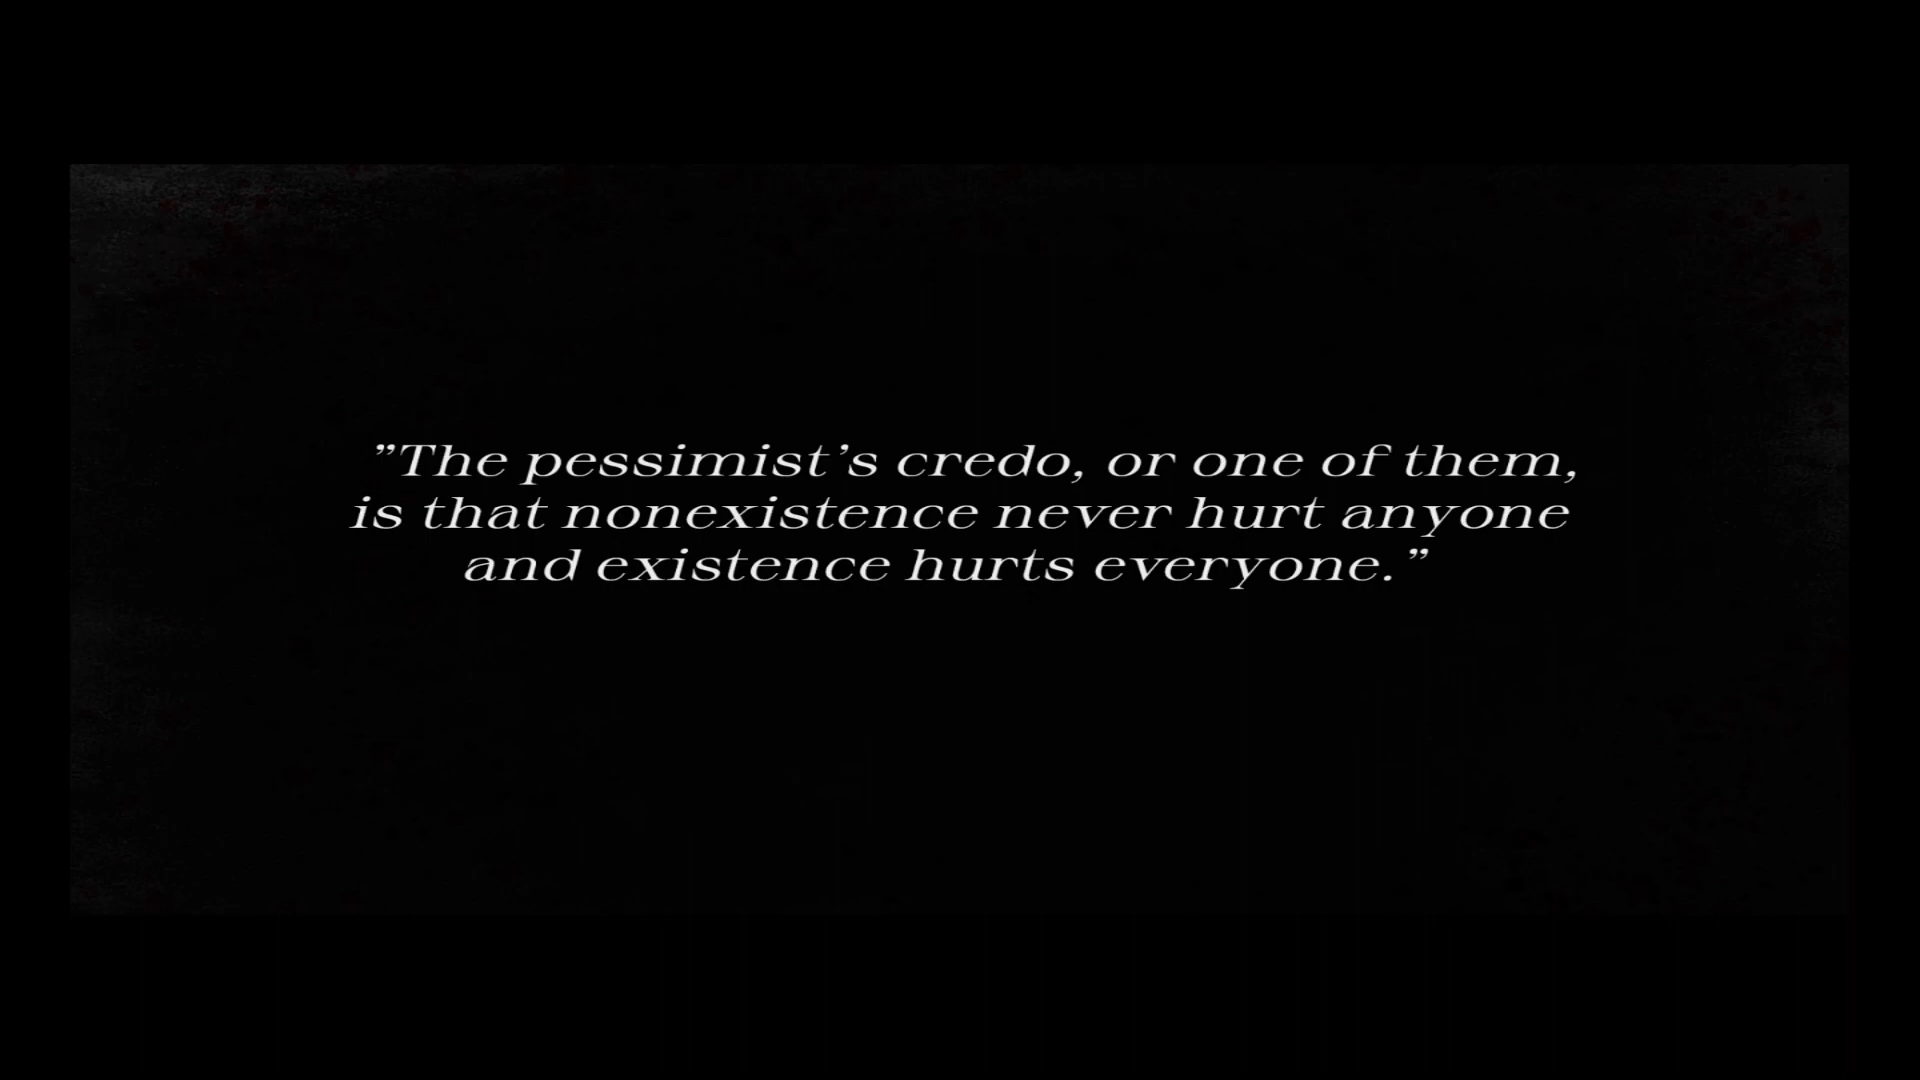 ”The pessimist’s credo, or one of them,
is that nonexistence never hurt anyone
and existence hurts everyone.”